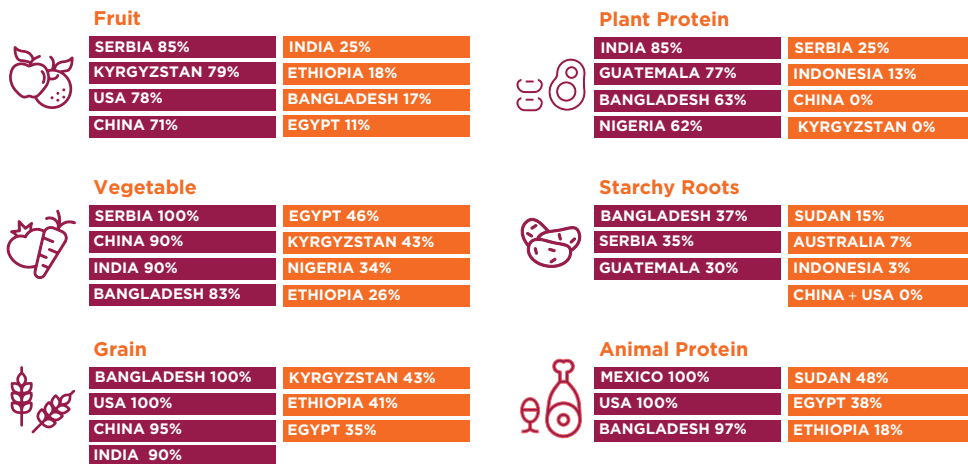 Fruit
SERBIA 85%
KYRGYZSTAN 79%
USA 78%
CHINA 71%
INDIA 25%
ETHIOPIA 18%
BANGLADESH 17%
EGYPT 11%
Plant Protein
INDIA 85%
GUATEMALA 77%
BANGLADESH 63%
NIGERIA 62%
SERBIA 25%
INDONESIA 13%
CHINA 0%
KYRGYZSTAN 0%
Vegetable
SERBIA 100%
CHINA 90%
INDIA 90%
BANGLADESH 83%
EGYPT 46%
KYRGYZSTAN 43%
NIGERIA 34%
ETHIOPIA 26%
Starchy Roots
BANGLADESH 37%
SERBIA 35%
GUATEMALA 30%
SUDAN 15%
AUSTRALIA 7%
INDONESIA 3%
CHINA + USA 0%
Grain
BANGLADESH 100%
USA 100%
CHINA 95%
INDIA 90%
KYRGYZSTAN 43%
ETHIOPIA 41%
EGYPT 35%
Animal Protein
MEXICO 100%
USA 100%
BANGLADESH 97%
SUDAN 48%
EGYPT 38%
ETHIOPIA 18%